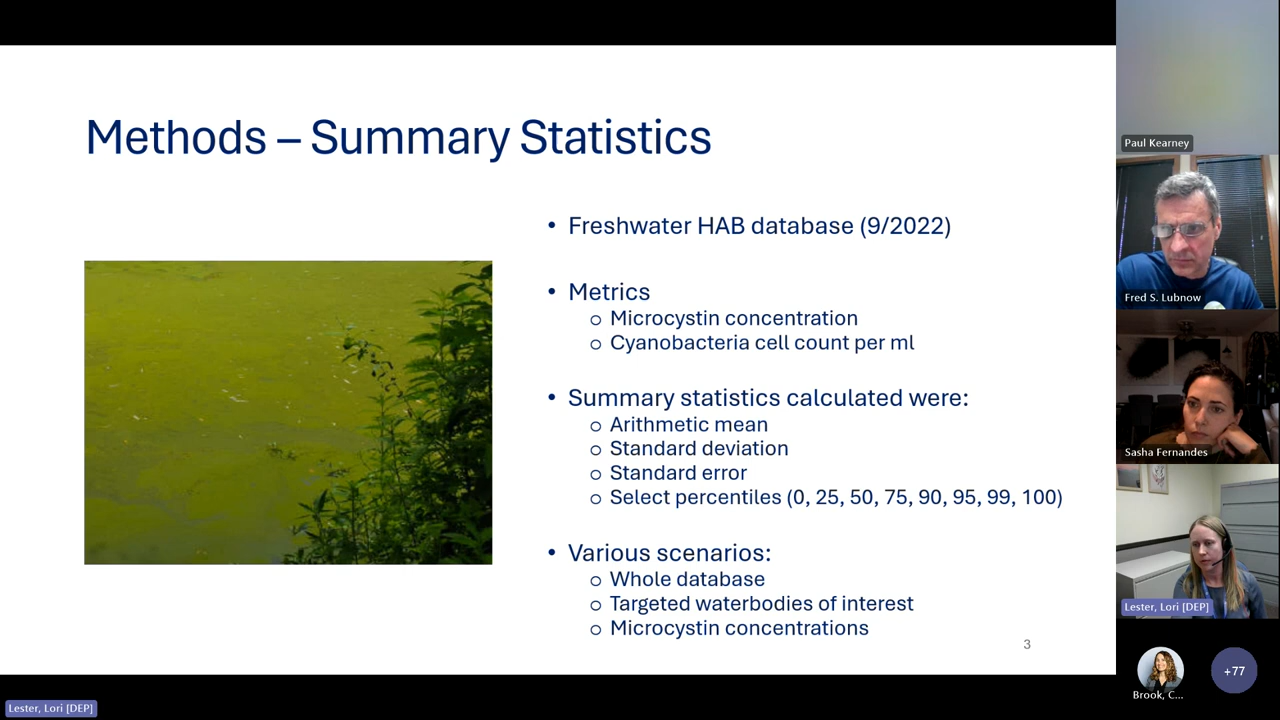 Methods – Summary Statistics
• Freshwater HAB database (9/2022)
• Metrics
o Microcystin concentration
o Cyanobacteria cell count per ml
• Summary statistics calculated were:
o Arithmetic mean
o Standard deviation
o Standard error
o Select percentiles (0, 25, 50, 75, 90, 95, 99, 100)
• Various scenarios:
o Whole database
o Targeted waterbodies of interest
o Microcystin concentrations
3
Paul Kearney
Fred S. Lubnow
Sasha Fernandes
Lester, Lori [DEP]
Brook, C...
+77
Lester, Lori [DEP]